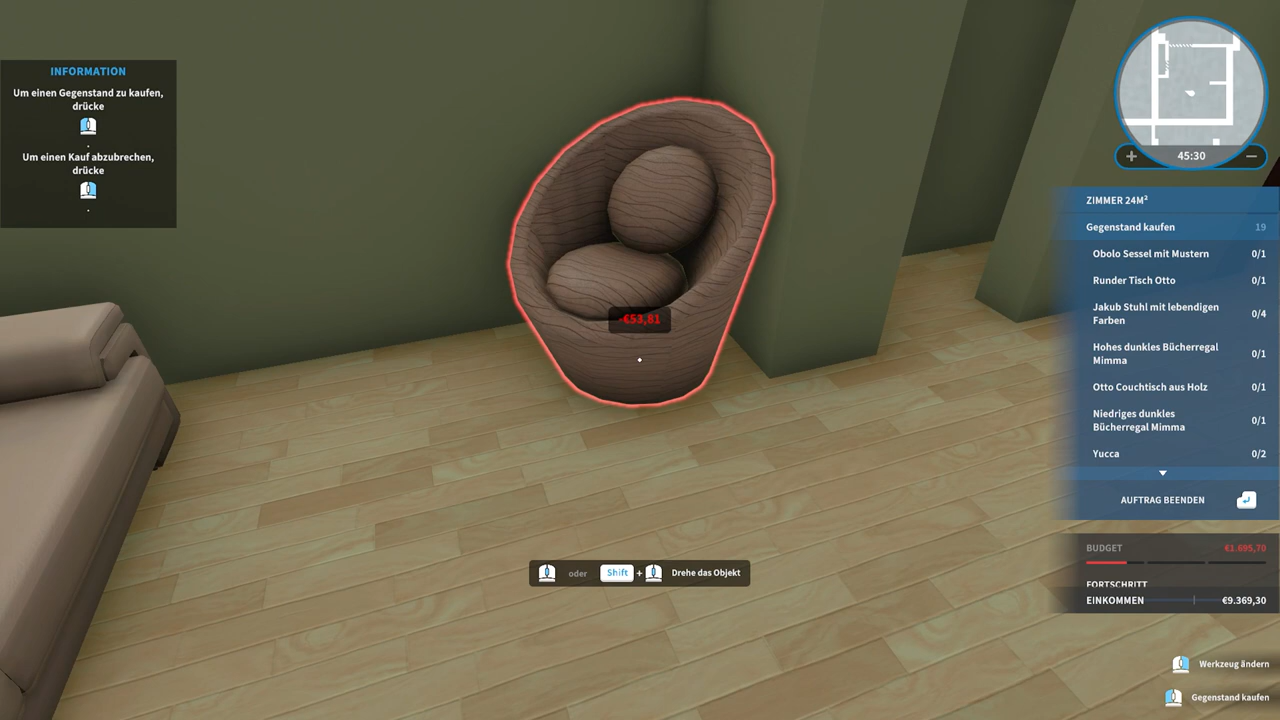 INFORMATION
Um einen Gegenstand zu kaufen,
drücke
.
Um einen Kauf abzubrechen,
drücke
.
-€53,81
oder Shift + Drehe das Objekt
+ 45:30 −
ZIMMER 24M²
Gegenstand kaufen 19
Obolo Sessel mit Mustern 0/1
Runder Tisch Otto 0/1
Jakub Stuhl mit lebendigen
Farben 0/4
Hohes dunkles Bücherregal
Mimma 0/1
Otto Couchtisch aus Holz 0/1
Niedriges dunkles
Bücherregal Mimma 0/1
Yucca 0/2
AUFTRAG BEENDEN
BUDGET €1.695,70
FORTSCHRITT
EINKOMMEN €9.369,30
Werkzeug ändern
Gegenstand kaufen